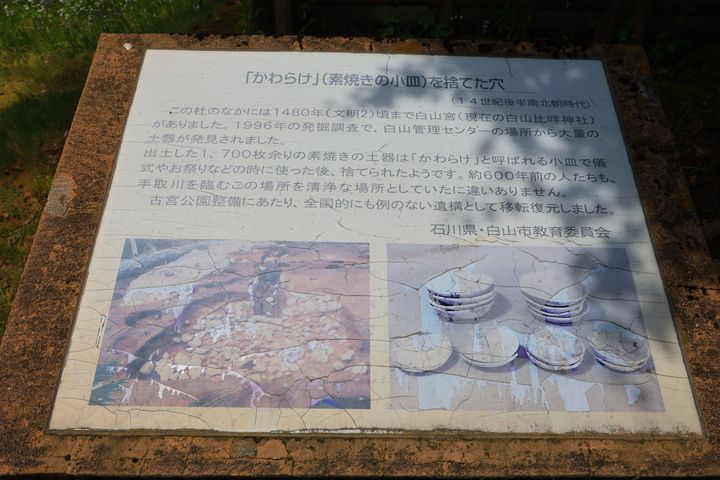 「かわらけ」(素焼きの小皿)を捨てた穴
(14世紀後半南北朝時代)
この杜のなかには1480年(文明2)頃まで白山宮(現在の白山比咩神社)
がありました。1996年の発掘調査で、白山管理センターの場所から大量の
土器が発見されました。
出土した1,700枚余りの素焼きの土器は「かわらけ」と呼ばれる小皿で儀
式やお祭りなどの時に使った後、捨てられたようです。約600年前の人たちも、
手取川を臨むこの場所を清浄な場所としていたに違いありません。
古宮公園整備にあたり、全国的にも例のない遺構として移転復元しました。
石川県・白山市教育委員会